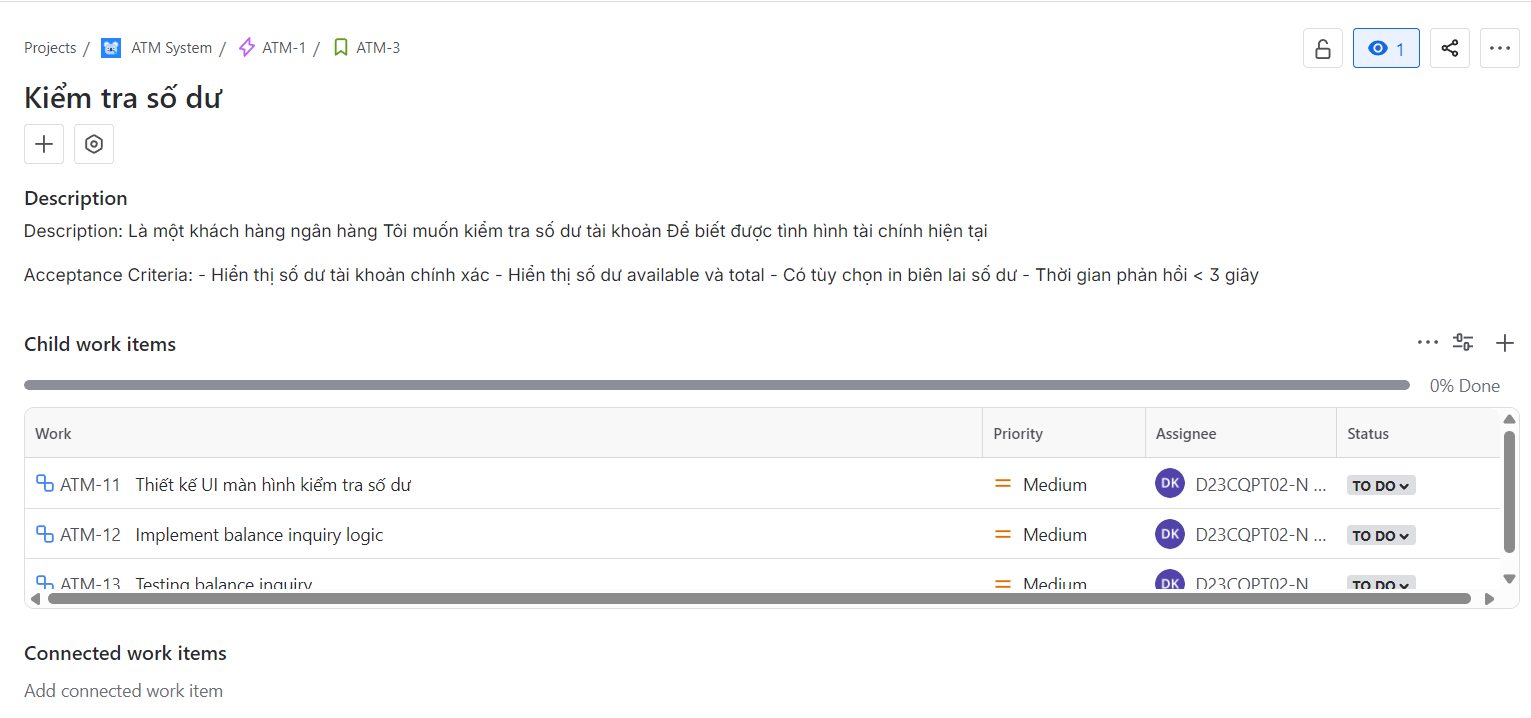 Projects / ATM System / ATM-1 / ATM-3
1
Kiểm tra số dư
Description
Description: Là một khách hàng ngân hàng Tôi muốn kiểm tra số dư tài khoản Để biết được tình hình tài chính hiện tại
Acceptance Criteria: - Hiển thị số dư tài khoản chính xác - Hiển thị số dư available và total - Có tùy chọn in biên lai số dư - Thời gian phản hồi < 3 giây
Child work items
0% Done
Work Priority Assignee Status
ATM-11 Thiết kế UI màn hình kiểm tra số dư Medium DK D23CQPT02-N ... TO DO
ATM-12 Implement balance inquiry logic Medium DK D23CQPT02-N ... TO DO
ATM-13 Testing balance inquiry Medium DK D23CQPT02-N TO DO
Connected work items
Add connected work item